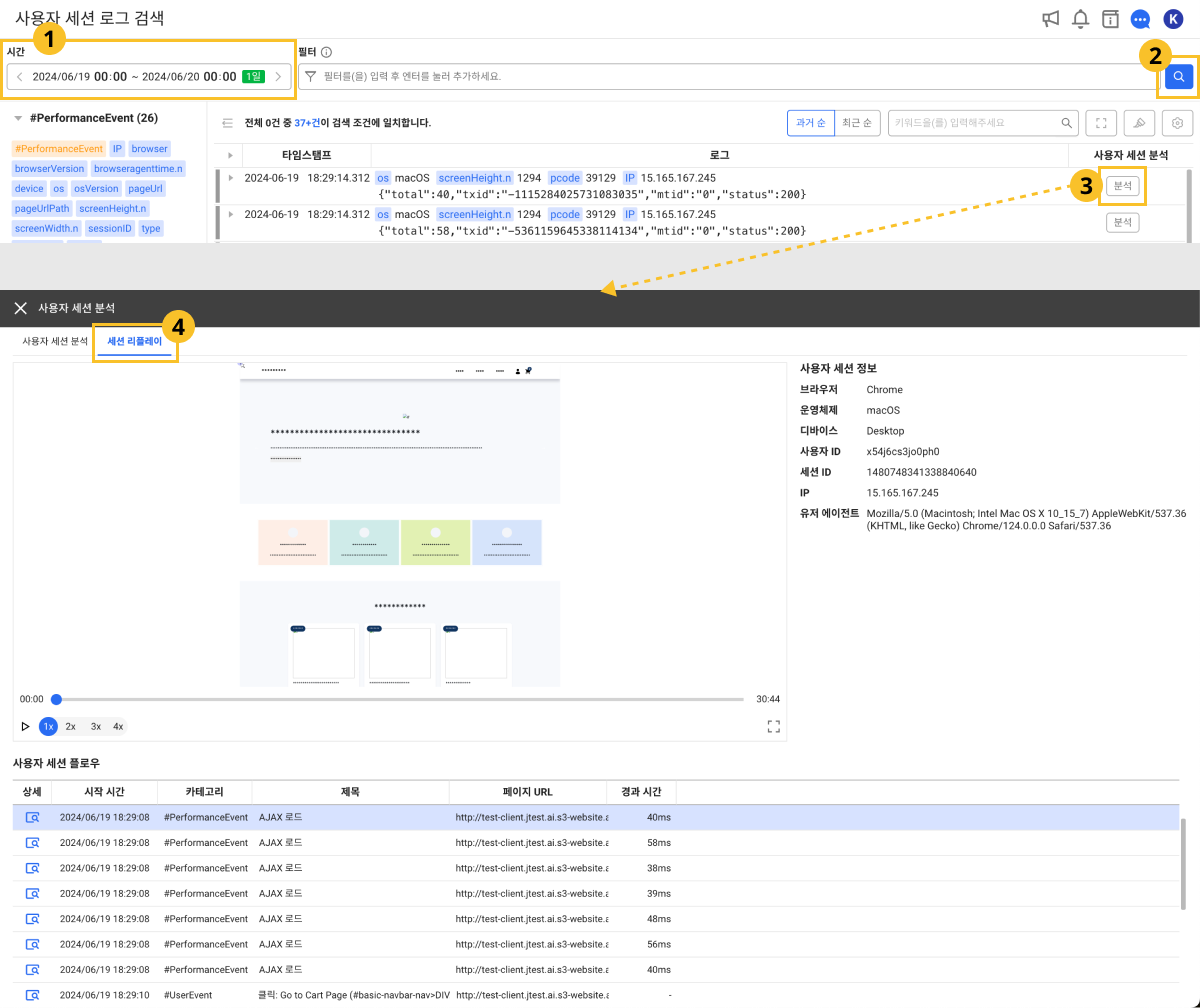 사용자 세션 로그 검색
K
1
2
시간
필터
2024/06/19 00:00 ~ 2024/06/20 00:00 1일
필터를(을) 입력 후 엔터를 눌러 추가하세요.
#PerformanceEvent (26)
전체 0건 중 37+건이 검색 조건에 일치합니다.
과거 순
최근 순
키워드을(를) 입력해주세요
#PerformanceEvent IP browser
browserVersion browseragenttime.n
device os osVersion pageUrl
pageUrlPath screenHeight.n
screenWidth.n sessionID type
타임스탬프
로그
사용자 세션 분석
2024-06-19 18:29:14.312 os macOS screenHeight.n 1294 pcode 39129 IP 15.165.167.245
{"total":40,"txid":"-1115284025731083035","mtid":"0","status":200}
3
분석
2024-06-19 18:29:14.312 os macOS screenHeight.n 1294 pcode 39129 IP 15.165.167.245
{"total":58,"txid":"-5361159645338114134","mtid":"0","status":200}
분석
사용자 세션 분석
4
사용자 세션 분석
세션 리플레이
00:00
30:44
1x 2x 3x 4x
사용자 세션 정보
브라우저 Chrome
운영체제 macOS
디바이스 Desktop
사용자 ID x54j6cs3jo0ph0
세션 ID 1480748341338840640
IP 15.165.167.245
유저 에이전트 Mozilla/5.0 (Macintosh; Intel Mac OS X 10_15_7) AppleWebKit/537.36
(KHTML, like Gecko) Chrome/124.0.0.0 Safari/537.36
사용자 세션 플로우
상세 시작 시간 카테고리 제목 페이지 URL 경과 시간
2024/06/19 18:29:08 #PerformanceEvent AJAX 로드 http://test-client.jtest.ai.s3-website.a 40ms
2024/06/19 18:29:08 #PerformanceEvent AJAX 로드 http://test-client.jtest.ai.s3-website.a 58ms
2024/06/19 18:29:08 #PerformanceEvent AJAX 로드 http://test-client.jtest.ai.s3-website.a 38ms
2024/06/19 18:29:08 #PerformanceEvent AJAX 로드 http://test-client.jtest.ai.s3-website.a 39ms
2024/06/19 18:29:08 #PerformanceEvent AJAX 로드 http://test-client.jtest.ai.s3-website.a 48ms
2024/06/19 18:29:08 #PerformanceEvent AJAX 로드 http://test-client.jtest.ai.s3-website.a 56ms
2024/06/19 18:29:08 #PerformanceEvent AJAX 로드 http://test-client.jtest.ai.s3-website.a 40ms
2024/06/19 18:29:10 #UserEvent 클릭: Go to Cart Page (#basic-navbar-nav>DIV http://test-client.jtest.ai.s3-website.a -